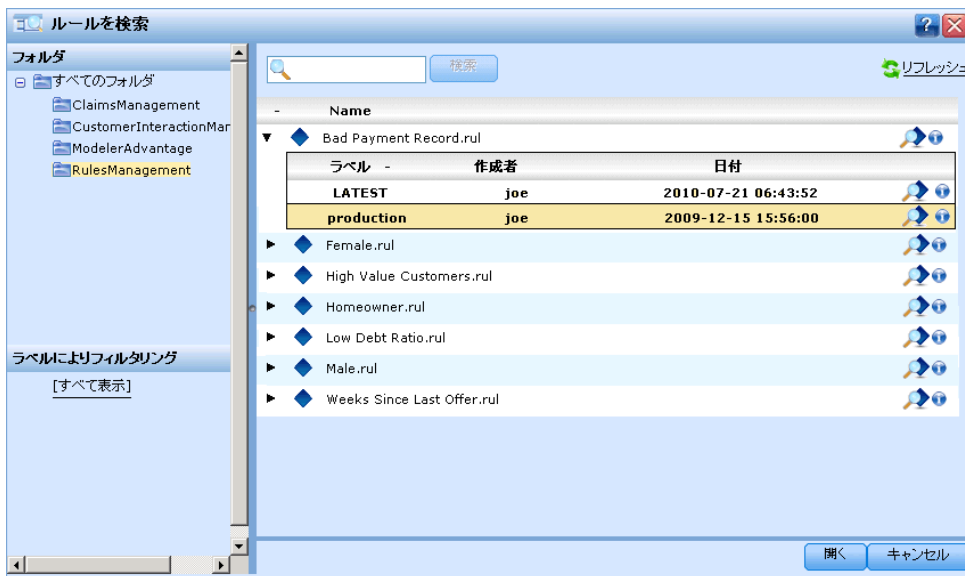 ルールを検索
フォルダ
すべてのフォルダ
ClaimsManagement
CustomerInteractionMan
ModelerAdvantage
RulesManagement
ラベルによりフィルタリング
[すべて表示]
検索
リフレッシュ
- Name
Bad Payment Record.rul
ラベル - 作成者 日付
LATEST joe 2010-07-21 06:43:52
production joe 2009-12-15 15:56:00
Female.rul
High Value Customers.rul
Homeowner.rul
Low Debt Ratio.rul
Male.rul
Weeks Since Last Offer.rul
開く キャンセル